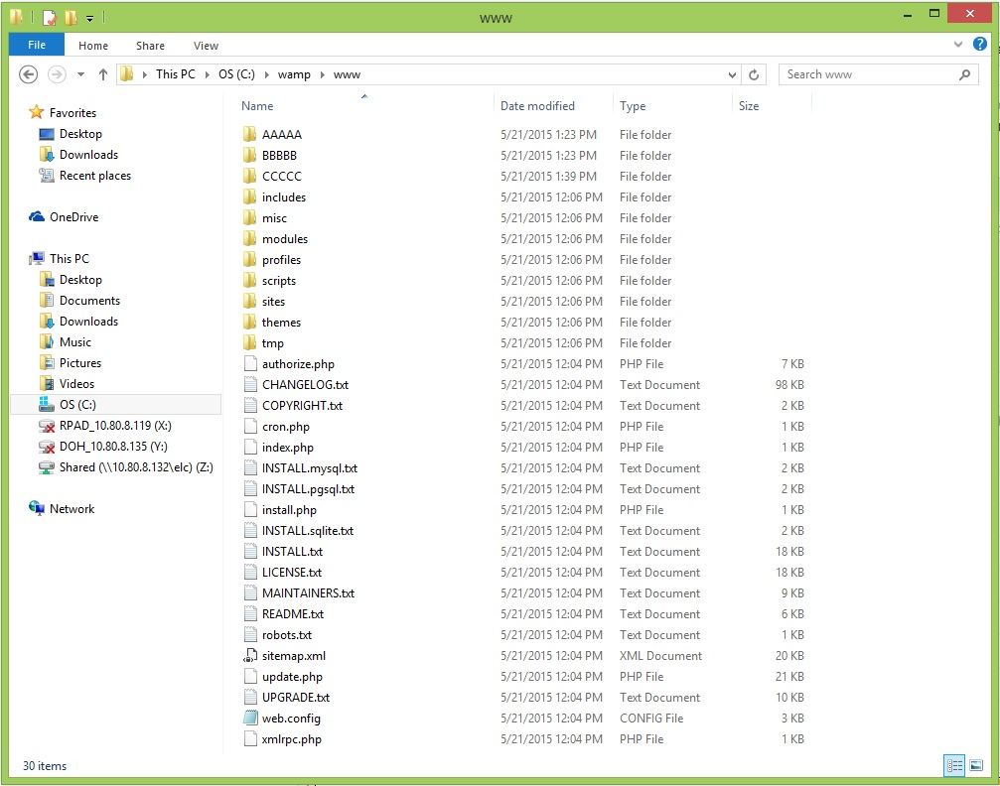 www
File Home Share View
This PC OS (C:) wamp www Search www
Favorites
Desktop
Downloads
Recent places
OneDrive
This PC
Desktop
Documents
Downloads
Music
Pictures
Videos
OS (C:)
RPAD_10.80.8.119 (X:)
DOH_10.80.8.135 (Y:)
Shared (\\10.80.8.132\elc) (Z:)
Network
Name Date modified Type Size
AAAAA 5/21/2015 1:23 PM File folder
BBBBB 5/21/2015 1:23 PM File folder
CCCCC 5/21/2015 1:39 PM File folder
includes 5/21/2015 12:06 PM File folder
misc 5/21/2015 12:06 PM File folder
modules 5/21/2015 12:06 PM File folder
profiles 5/21/2015 12:06 PM File folder
scripts 5/21/2015 12:06 PM File folder
sites 5/21/2015 12:06 PM File folder
themes 5/21/2015 12:06 PM File folder
tmp 5/21/2015 12:06 PM File folder
authorize.php 5/21/2015 12:04 PM PHP File 7 KB
CHANGELOG.txt 5/21/2015 12:04 PM Text Document 98 KB
COPYRIGHT.txt 5/21/2015 12:04 PM Text Document 2 KB
cron.php 5/21/2015 12:04 PM PHP File 1 KB
index.php 5/21/2015 12:04 PM PHP File 1 KB
INSTALL.mysql.txt 5/21/2015 12:04 PM Text Document 2 KB
INSTALL.pgsql.txt 5/21/2015 12:04 PM Text Document 2 KB
install.php 5/21/2015 12:04 PM PHP File 1 KB
INSTALL.sqlite.txt 5/21/2015 12:04 PM Text Document 2 KB
INSTALL.txt 5/21/2015 12:04 PM Text Document 18 KB
LICENSE.txt 5/21/2015 12:04 PM Text Document 18 KB
MAINTAINERS.txt 5/21/2015 12:04 PM Text Document 9 KB
README.txt 5/21/2015 12:04 PM Text Document 6 KB
robots.txt 5/21/2015 12:04 PM Text Document 1 KB
sitemap.xml 5/21/2015 12:04 PM XML Document 20 KB
update.php 5/21/2015 12:04 PM PHP File 21 KB
UPGRADE.txt 5/21/2015 12:04 PM Text Document 10 KB
web.config 5/21/2015 12:04 PM CONFIG File 3 KB
xmlrpc.php 5/21/2015 12:04 PM PHP File 1 KB
30 items